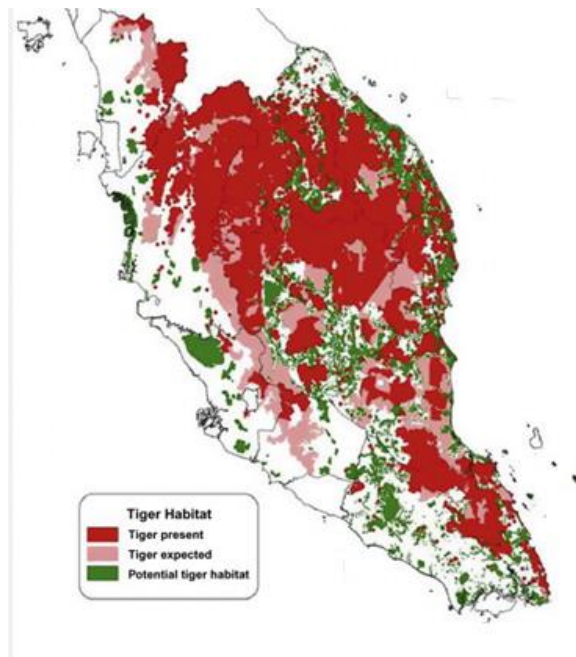 Tiger Habitat
Tiger present
Tiger expected
Potential tiger habitat